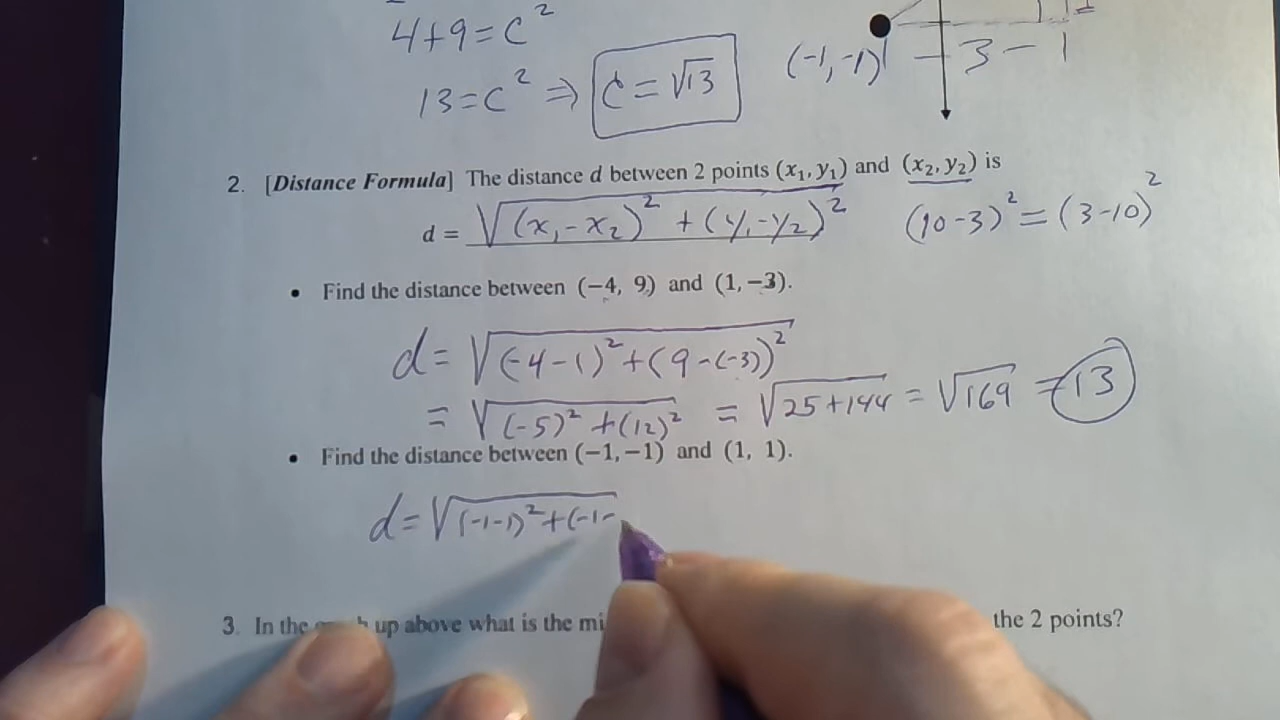 4+9=c²
13=c² ⇒ c=√13
(-1,-1) - 3 - 1
2. [Distance Formula] The distance d between 2 points (x₁, y₁) and (x₂, y₂) is
d = √(x₁-x₂)² + (y₁-y₂)² (10-3)² = (3-10)²
• Find the distance between (−4, 9) and (1, −3).
d = √(-4-1)² + (9-(-3))²
= √(-5)² + (12)² = √25+144 = √169 = 13
• Find the distance between (−1, −1) and (1, 1).
d = √(-1-1)² + (-1-
3. In the up above what is the the 2 points?